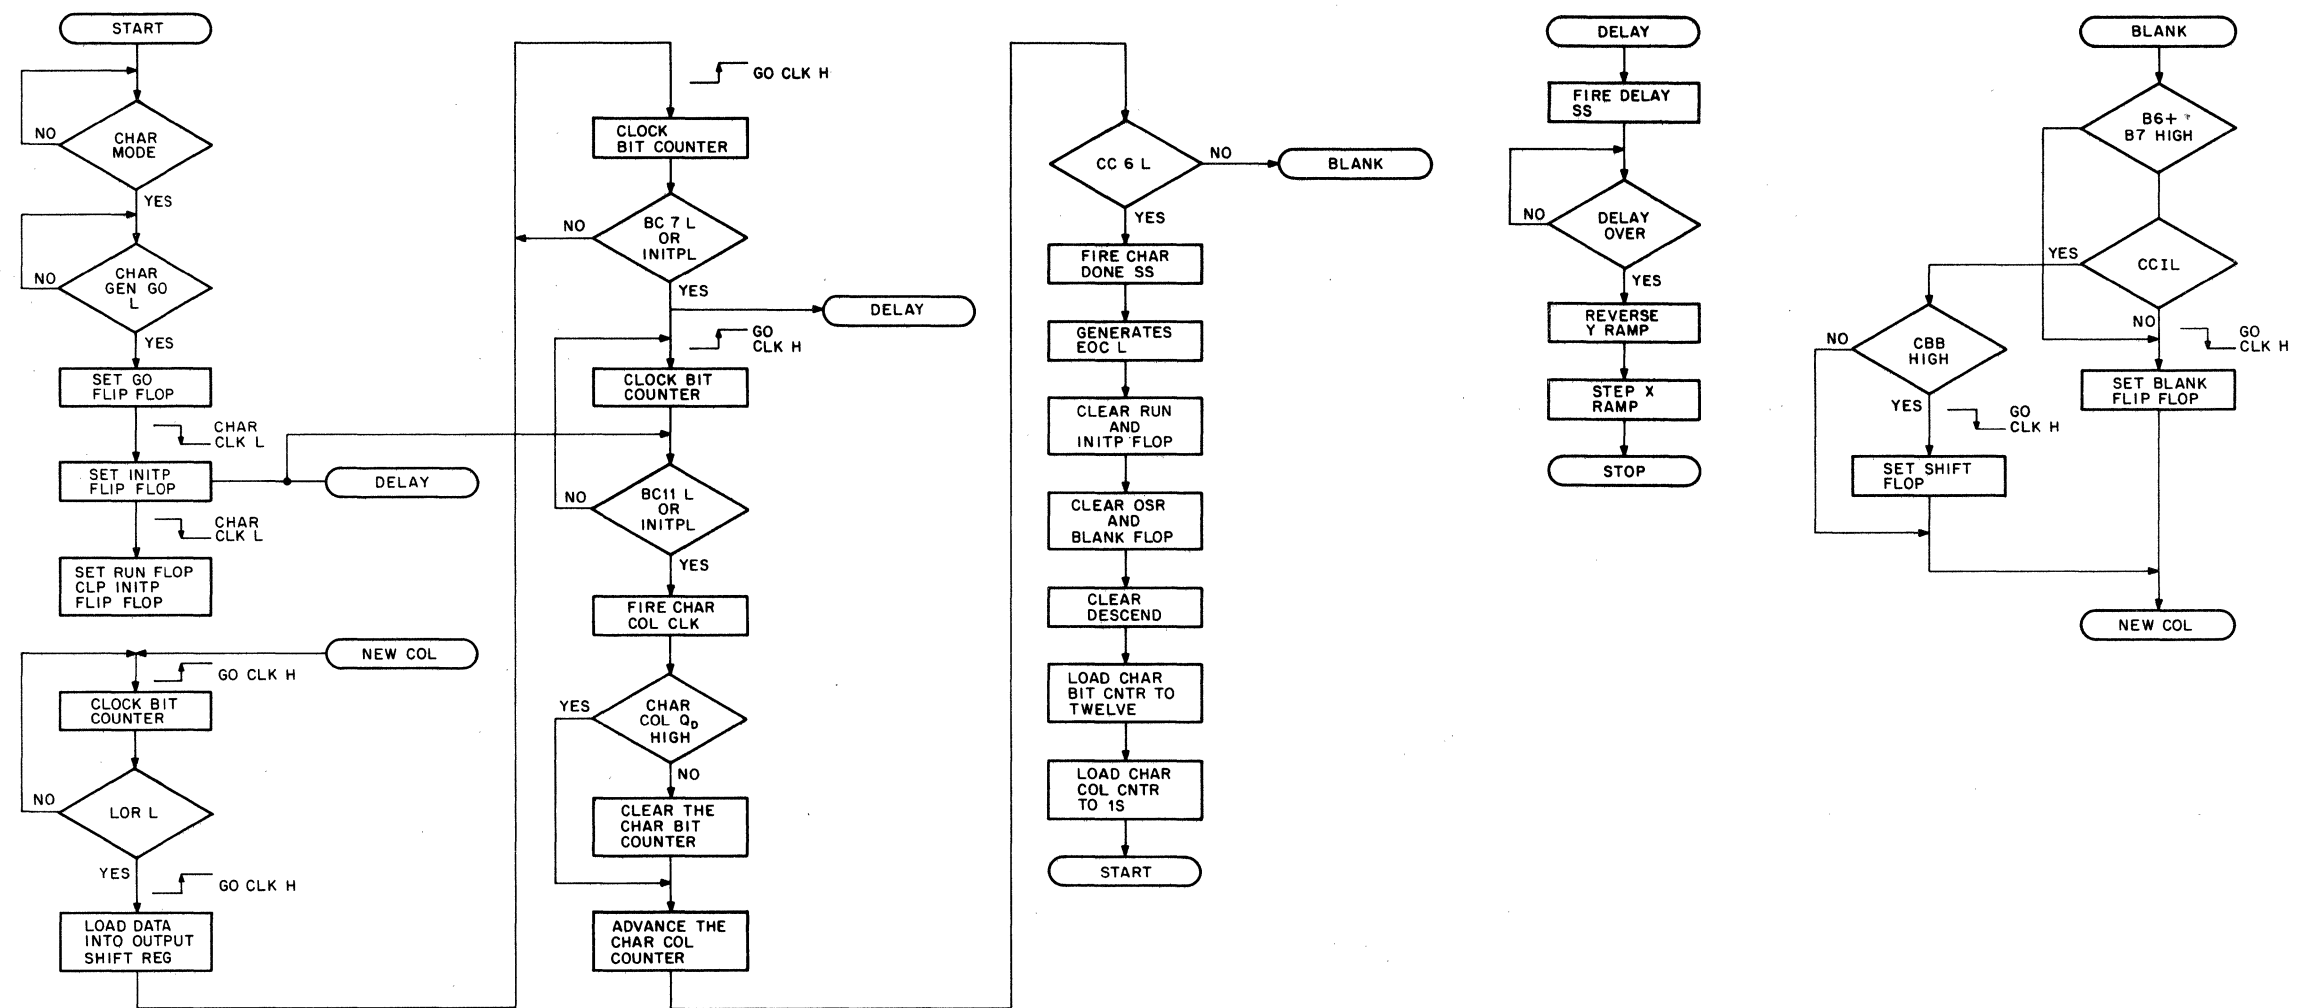 START
NO
CHAR
MODE
YES
NO
CHAR
GEN GO
L
YES
SET GO
FLIP FLOP
CHAR
CLK L
SET INITP
FLIP FLOP
DELAY
CHAR
CLK L
SET RUN FLOP
CLP INITP
FLIP FLOP
NEW COL
GO CLK H
CLOCK BIT
COUNTER
NO
LOR L
YES
GO CLK H
LOAD DATA
INTO OUTPUT
SHIFT REG
GO CLK H
CLOCK
BIT COUNTER
NO
BC 7 L
OR
INITPL
YES
DELAY
GO
CLK H
CLOCK BIT
COUNTER
NO
BC11 L
OR
INITPL
YES
FIRE CHAR
COL CLK
YES
CHAR
COL QD
HIGH
NO
CLEAR THE
CHAR BIT
COUNTER
ADVANCE THE
CHAR COL
COUNTER
CC 6 L
NO
BLANK
YES
FIRE CHAR
DONE SS
GENERATES
EOC L
CLEAR RUN
AND
INITP FLOP
CLEAR OSR
AND
BLANK FLOP
CLEAR
DESCEND
LOAD CHAR
BIT CNTR TO
TWELVE
LOAD CHAR
COL CNTR
TO 1S
START
DELAY
FIRE DELAY
SS
NO
DELAY
OVER
YES
REVERSE
Y RAMP
STEP X
RAMP
STOP
BLANK
B6+
B7 HIGH
YES
CCIL
NO
GO
CLK H
NO
CBB
HIGH
YES
GO
CLK H
SET BLANK
FLIP FLOP
SET SHIFT
FLOP
NEW COL